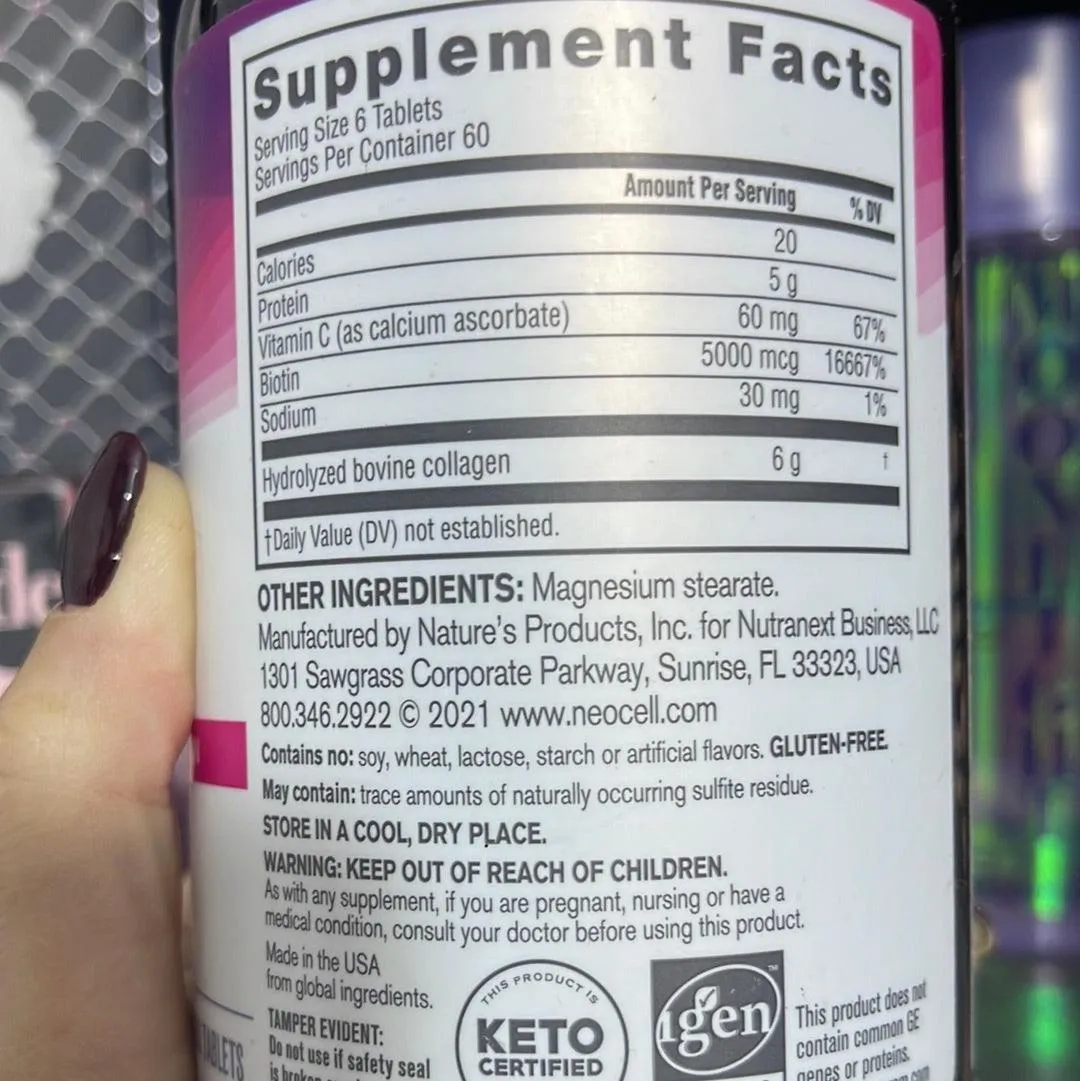 Supplement Facts
Serving Size 6 Tablets
Servings Per Container 60
Amount Per Serving % DV
Calories 20
Protein 5 g
Vitamin C (as calcium ascorbate) 60 mg 67%
Biotin 5000 mcg 16667%
Sodium 30 mg 1%
Hydrolyzed bovine collagen 6 g †
†Daily Value (DV) not established.
OTHER INGREDIENTS: Magnesium stearate.
Manufactured by Nature's Products, Inc. for Nutranext Business, LLC
1301 Sawgrass Corporate Parkway, Sunrise, FL 33323, USA
800.346.2922 © 2021 www.neocell.com
Contains no: soy, wheat, lactose, starch or artificial flavors. GLUTEN-FREE.
May contain: trace amounts of naturally occurring sulfite residue.
STORE IN A COOL, DRY PLACE.
WARNING: KEEP OUT OF REACH OF CHILDREN.
As with any supplement, if you are pregnant, nursing or have a
medical condition, consult your doctor before using this product.
Made in the USA
from global ingredients.
TAMPER EVIDENT:
Do not use if safety seal
is broken
THIS PRODUCT IS
KETO
CERTIFIED
igen
™
This product does not
contain common GE
genes or proteins.
TABLETS